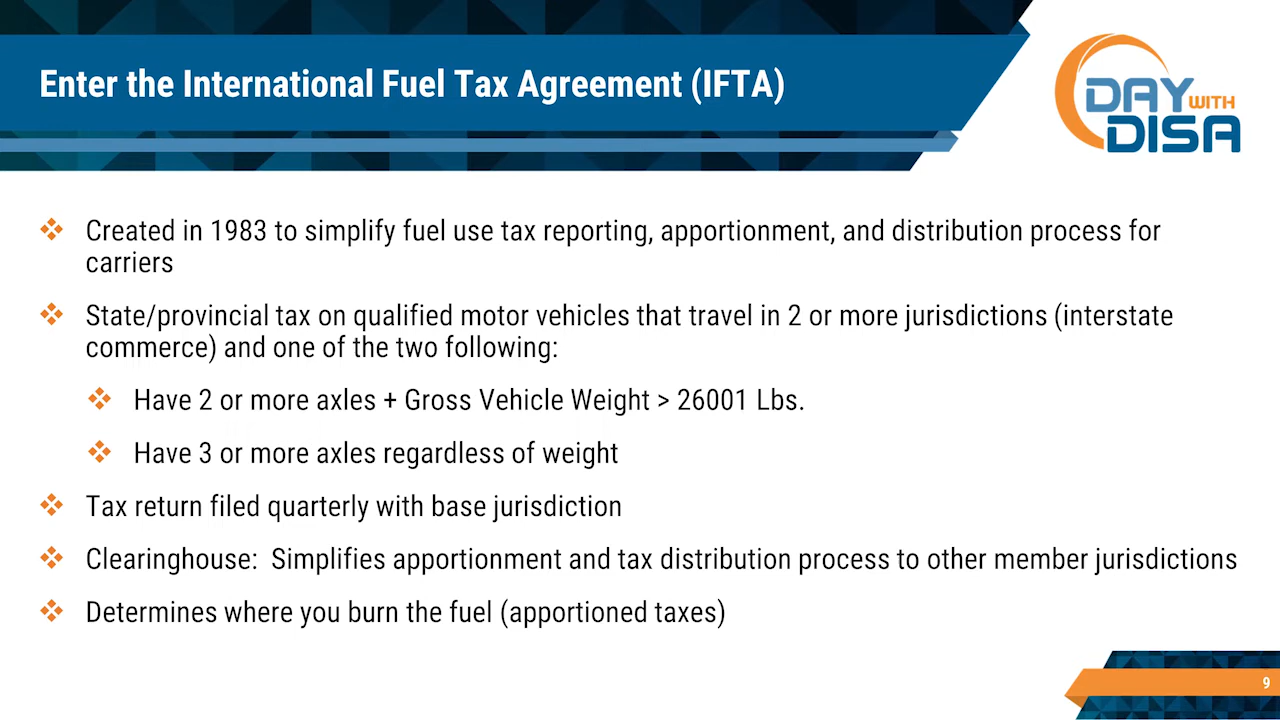 Enter the International Fuel Tax Agreement (IFTA)
DAY WITH
DISA
Created in 1983 to simplify fuel use tax reporting, apportionment, and distribution process for
carriers
State/provincial tax on qualified motor vehicles that travel in 2 or more jurisdictions (interstate
commerce) and one of the two following:
Have 2 or more axles + Gross Vehicle Weight > 26001 Lbs.
Have 3 or more axles regardless of weight
Tax return filed quarterly with base jurisdiction
Clearinghouse:  Simplifies apportionment and tax distribution process to other member jurisdictions
Determines where you burn the fuel (apportioned taxes)
9